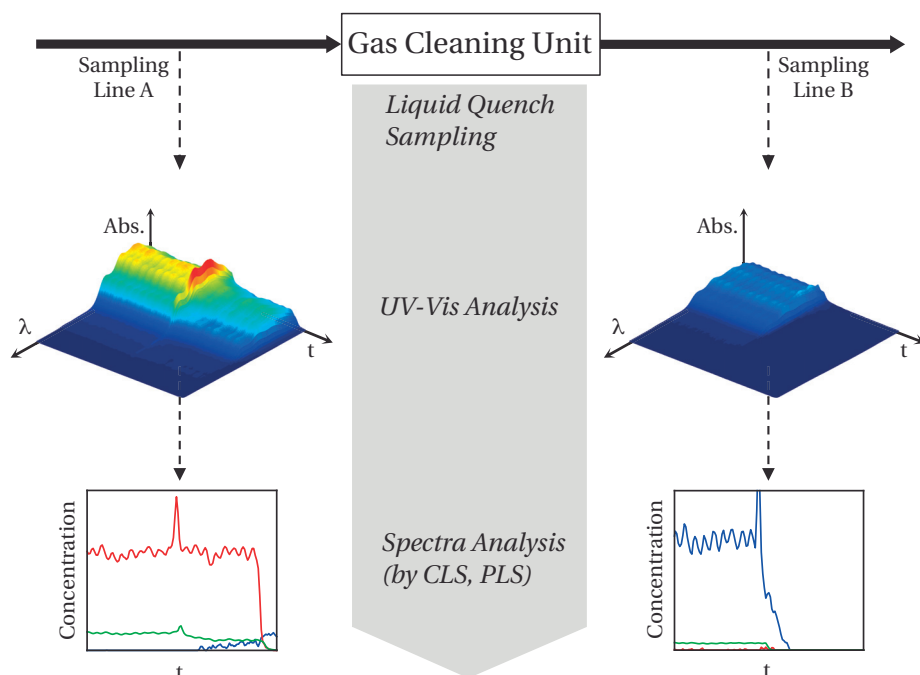 Gas Cleaning Unit
Sampling
Line A
Sampling
Line B
Liquid Quench
Sampling
Abs.
λ
t
UV-Vis Analysis
Abs.
λ
t
Concentration
t
Spectra Analysis
(by CLS, PLS)
Concentration
t